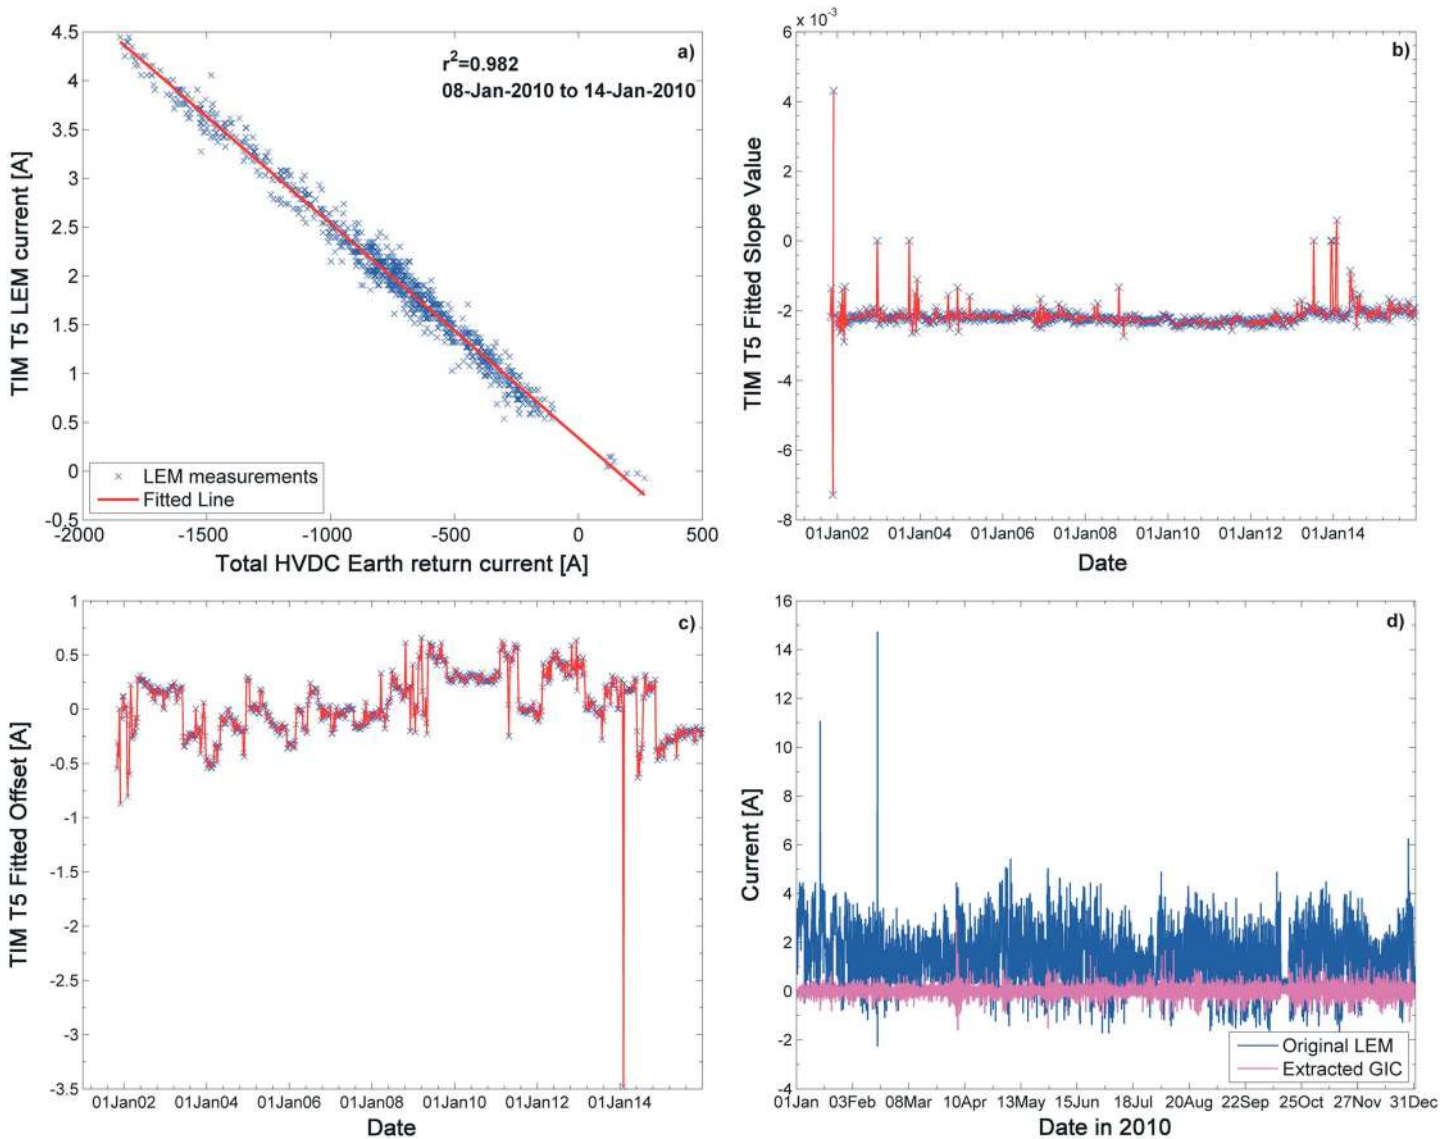 a)
r²=0.982
08-Jan-2010 to 14-Jan-2010
4.5
4
3.5
3
2.5
2
1.5
1
0.5
0
-0.5
TIM T5 LEM current [A]
LEM measurements
Fitted Line
-2000 -1500 -1000 -500 0 500
Total HVDC Earth return current [A]
x 10⁻³
b)
6
4
2
0
-2
-4
-6
-8
TIM T5 Fitted Slope Value
01Jan02 01Jan04 01Jan06 01Jan08 01Jan10 01Jan12 01Jan14
Date
c)
1
0.5
0
-0.5
-1
-1.5
-2
-2.5
-3
-3.5
TIM T5 Fitted Offset [A]
01Jan02 01Jan04 01Jan06 01Jan08 01Jan10 01Jan12 01Jan14
Date
d)
16
14
12
10
8
6
4
2
0
-2
-4
Current [A]
Original LEM
Extracted GIC
01Jan 03Feb 08Mar 10Apr 13May 15Jun 18Jul 20Aug 22Sep 25Oct 27Nov 31Dec
Date in 2010